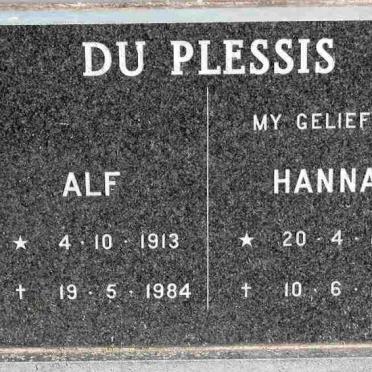 DU PLESSIS
ALF
★ 4·10·1913
† 19·5·1984
MY GELIEF
HANNA
★ 20·4·
† 10·6·